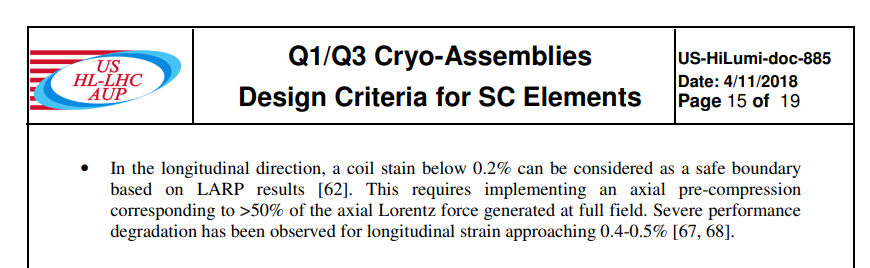 US
HL-LHC
AUP
Q1/Q3 Cryo-Assemblies
Design Criteria for SC Elements
US-HiLumi-doc-885
Date: 4/11/2018
Page 15 of 19
• In the longitudinal direction, a coil stain below 0.2% can be considered as a safe boundary
based on LARP results [62]. This requires implementing an axial pre-compression
corresponding to >50% of the axial Lorentz force generated at full field. Severe performance
degradation has been observed for longitudinal strain approaching 0.4-0.5% [67, 68].